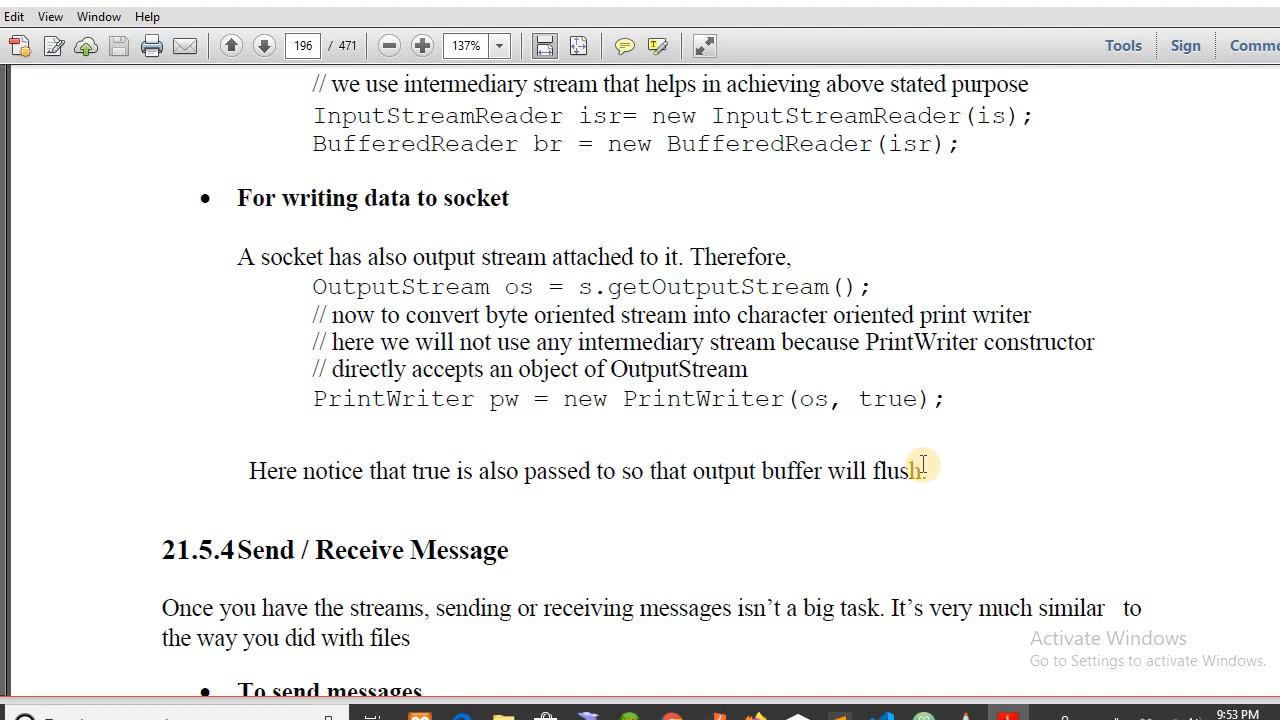 Edit View Window Help
196 / 471 137% Tools Sign Comme
// we use intermediary stream that helps in achieving above stated purpose
InputStreamReader isr= new InputStreamReader(is);
BufferedReader br = new BufferedReader(isr);
• For writing data to socket
A socket has also output stream attached to it. Therefore,
OutputStream os = s.getOutputStream();
// now to convert byte oriented stream into character oriented print writer
// here we will not use any intermediary stream because PrintWriter constructor
// directly accepts an object of OutputStream
PrintWriter pw = new PrintWriter(os, true);
Here notice that true is also passed to so that output buffer will flush.
21.5.4 Send / Receive Message
Once you have the streams, sending or receiving messages isn't a big task. It's very much similar to
the way you did with files
Activate Windows
Go to Settings to activate Windows.
• To send messages
9:53 PM